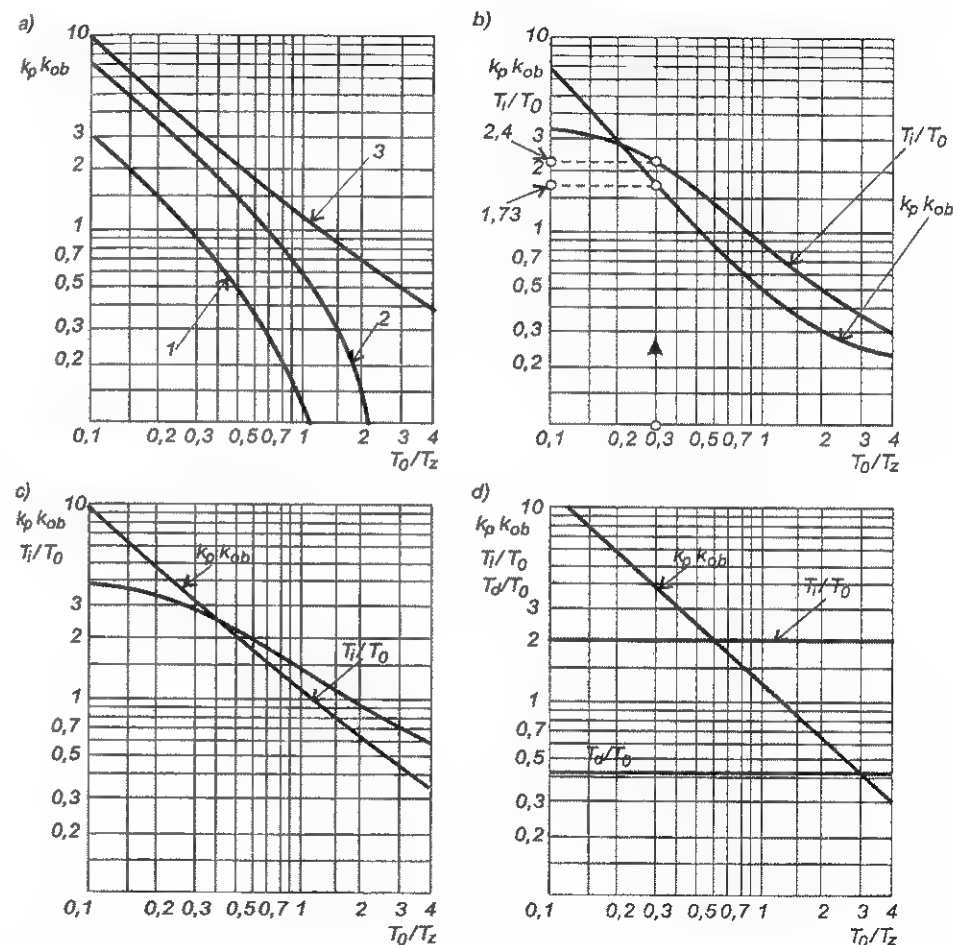 a)
10
k_p k_ob
3
2
1
0,7
0,5
0,3
0,2
3
1
2
0,1 0,2 0,3 0,5 0,7 1 2 3 4
T_0/T_z
b)
10
k_p k_ob
T_i/T_0
2,4
3
2
1,73
1
0,7
0,5
0,3
0,2
T_i/T_0
k_p k_ob
0,1 0,2 0,3 0,5 0,7 1 2 3 4
T_0/T_z
c)
10
k_p k_ob
T_i/T_0
3
2
1
0,7
0,5
0,3
0,2
k_p k_ob
T_i/T_0
0,1 0,2 0,3 0,5 0,7 1 2 3 4
T_0/T_z
d)
10
k_p k_ob
T_i/T_0
T_d/T_0
3
2
1
0,7
0,5
0,3
0,2
k_p k_ob
T_i/T_0
T_d/T_0
0,1 0,2 0,3 0,5 0,7 1 2 3 4
T_0/T_z